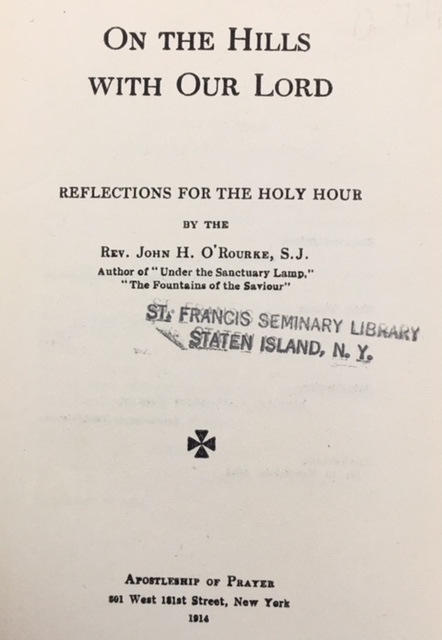 ON THE HILLS
WITH OUR LORD
REFLECTIONS FOR THE HOLY HOUR
BY THE
REV. JOHN H. O'ROURKE, S.J.
Author of "Under the Sanctuary Lamp,"
"The Fountains of the Saviour"
ST. FRANCIS SEMINARY LIBRARY
STATEN ISLAND, N. Y.
APOSTLESHIP OF PRAYER
801 West 181st Street, New York
1914